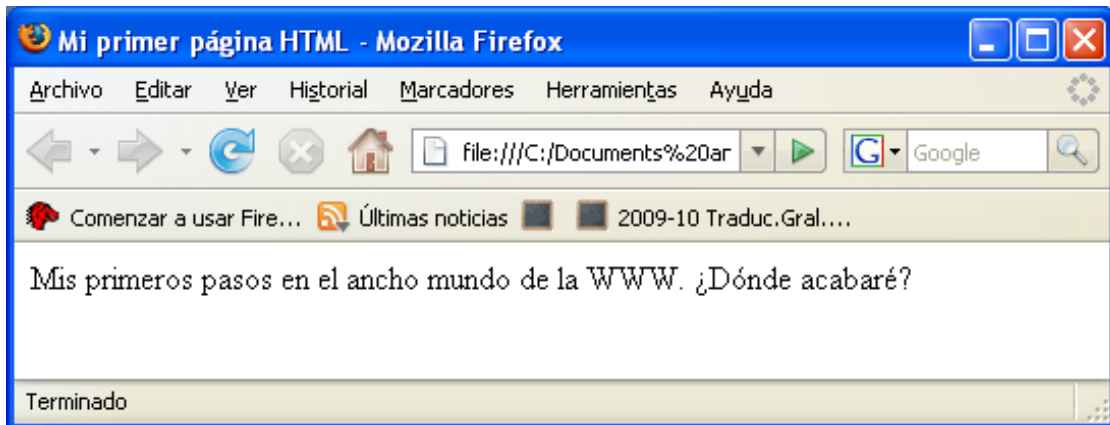 Mi primer página HTML - Mozilla Firefox
Archivo Editar Ver Historial Marcadores Herramientas Ayuda
file:///C:/Documents%20ar G Google
Comenzar a usar Fire... Últimas noticias 2009-10 Traduc.Gral....
Mis primeros pasos en el ancho mundo de la WWW. ¿Dónde acabaré?
Terminado